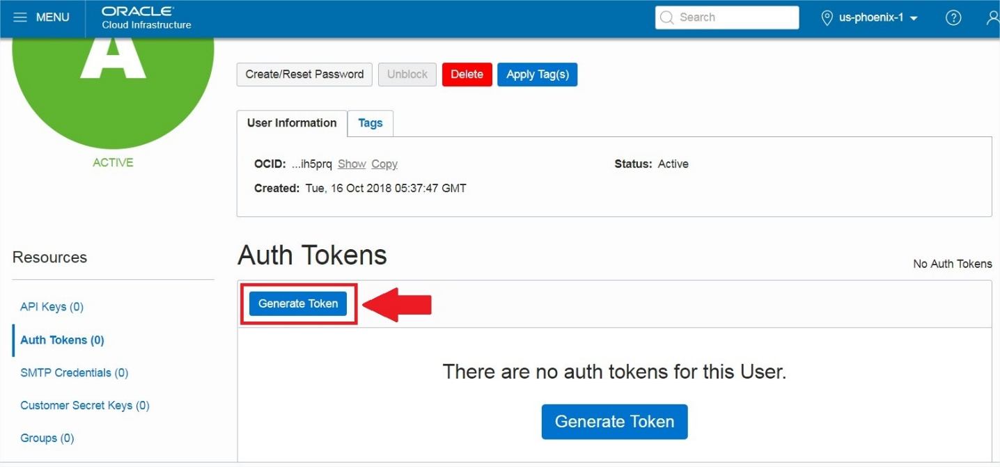 MENU
ORACLE
Cloud Infrastructure
Search
us-phoenix-1
?
A
ACTIVE
Create/Reset Password
Unblock
Delete
Apply Tag(s)
User Information
Tags
OCID: ...ih5prq Show Copy
Status: Active
Created: Tue, 16 Oct 2018 05:37:47 GMT
Resources
API Keys (0)
Auth Tokens (0)
SMTP Credentials (0)
Customer Secret Keys (0)
Groups (0)
Auth Tokens
No Auth Tokens
Generate Token
There are no auth tokens for this User.
Generate Token